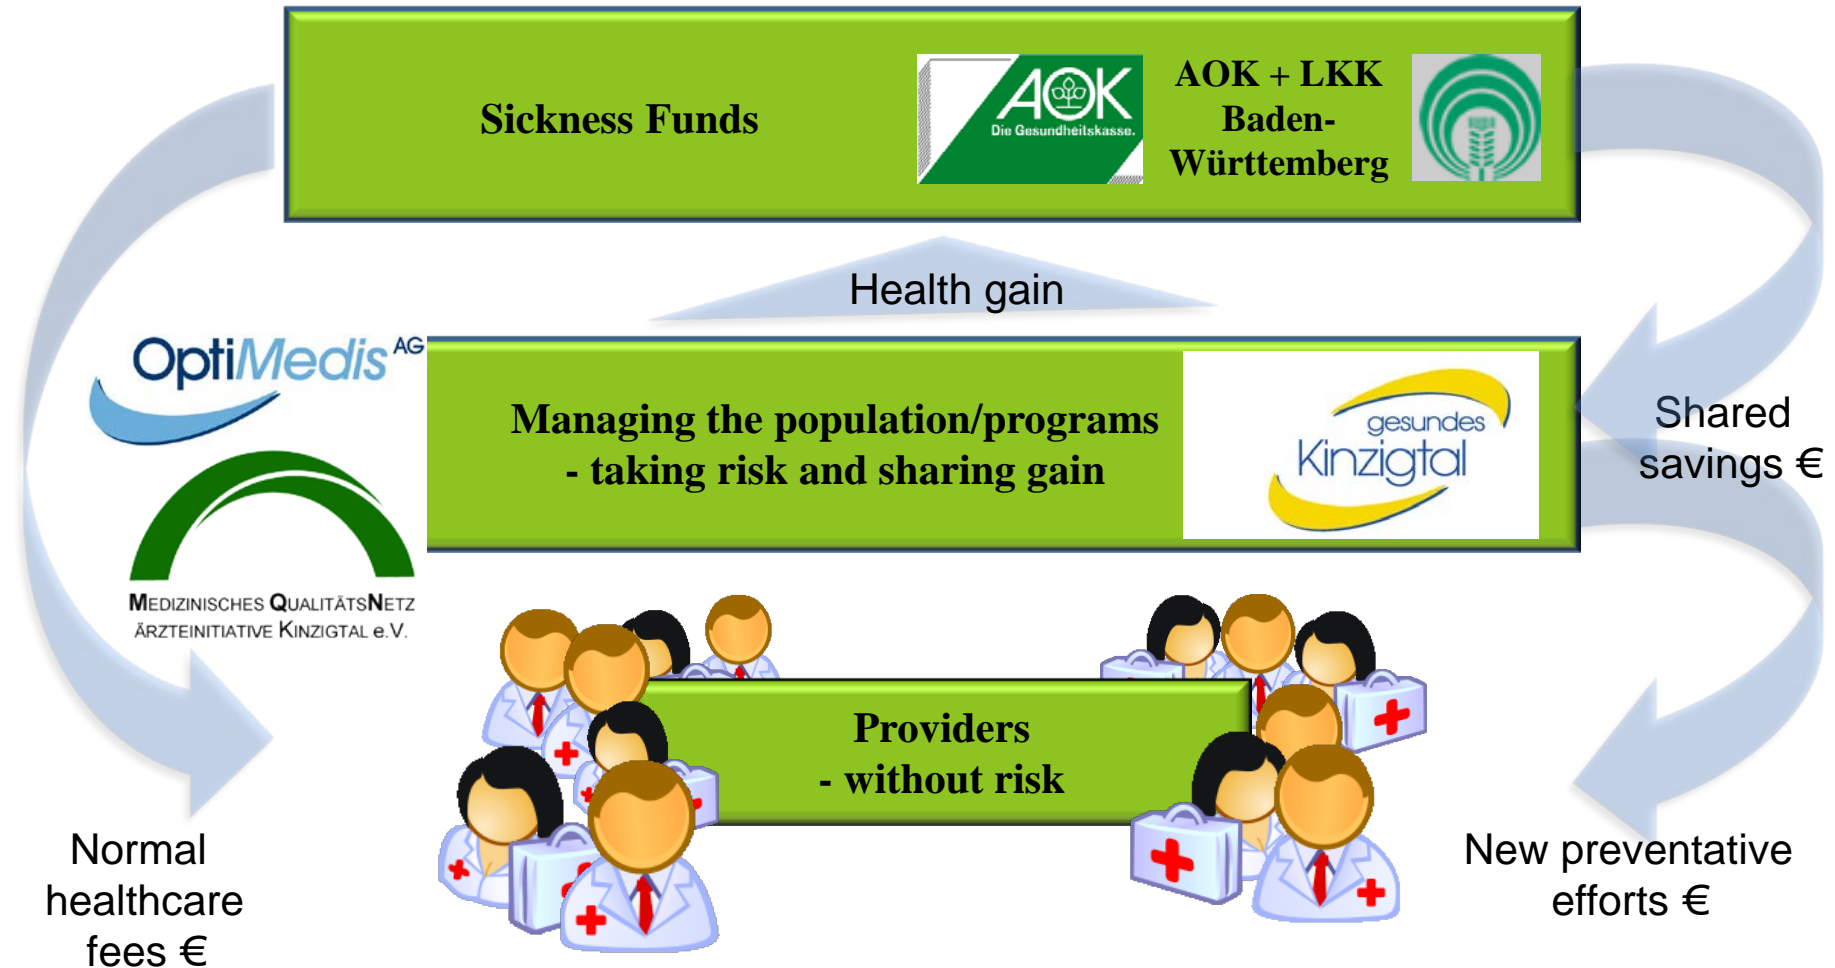 Sickness Funds
AOK
Die Gesundheitskasse.
AOK + LKK
Baden-
Württemberg
Health gain
OptiMedis AG
Managing the population/programs
- taking risk and sharing gain
gesundes
Kinzigtal
Shared
savings €
MEDIZINISCHES QUALITÄTSNETZ
ÄRZTEINITIATIVE KINZIGTAL e.V.
Providers
- without risk
Normal
healthcare
fees €
New preventative
efforts €